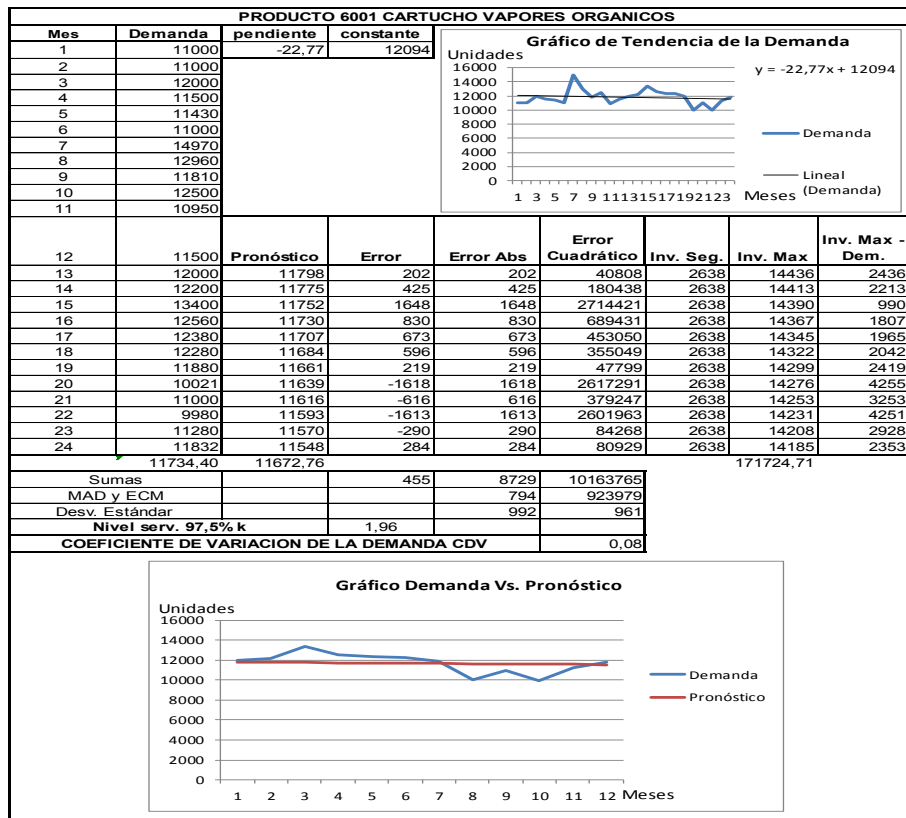 PRODUCTO 6001 CARTUCHO VAPORES ORGANICOS
Mes Demanda pendiente constante
1 11000 -22,77 12094
2 11000
3 12000
4 11500
5 11430
6 11000
7 14970
8 12960
9 11810
10 12500
11 10950
Gráfico de Tendencia de la Demanda
Unidades
y = -22,77x + 12094
16000
14000
12000
10000
8000
6000
4000
2000
0
1 3 5 7 9 11 13 15 17 19 21 23 Meses
Demanda
Lineal (Demanda)
12 11500 Pronóstico Error Error Abs Error Cuadrático Inv. Seg. Inv. Max Inv. Max - Dem.
13 12000 11798 202 202 40808 2638 14436 2436
14 12200 11775 425 425 180438 2638 14413 2213
15 13400 11752 1648 1648 2714421 2638 14390 990
16 12560 11730 830 830 689431 2638 14367 1807
17 12380 11707 673 673 453050 2638 14345 1965
18 12280 11684 596 596 355049 2638 14322 2042
19 11880 11661 219 219 47799 2638 14299 2419
20 10021 11639 -1618 1618 2617291 2638 14276 4255
21 11000 11616 -616 616 379247 2638 14253 3253
22 9980 11593 -1613 1613 2601963 2638 14231 4251
23 11280 11570 -290 290 84268 2638 14208 2928
24 11832 11548 284 284 80929 2638 14185 2353
11734,40 11672,76 171724,71
Sumas 455 8729 10163765
MAD y ECM 794 923979
Desv. Estándar 992 961
Nivel serv. 97,5% k 1,96
COEFICIENTE DE VARIACION DE LA DEMANDA CDV 0,08
Gráfico Demanda Vs. Pronóstico
Unidades
16000
14000
12000
10000
8000
6000
4000
2000
0
1 2 3 4 5 6 7 8 9 10 11 12 Meses
Demanda
Pronóstico